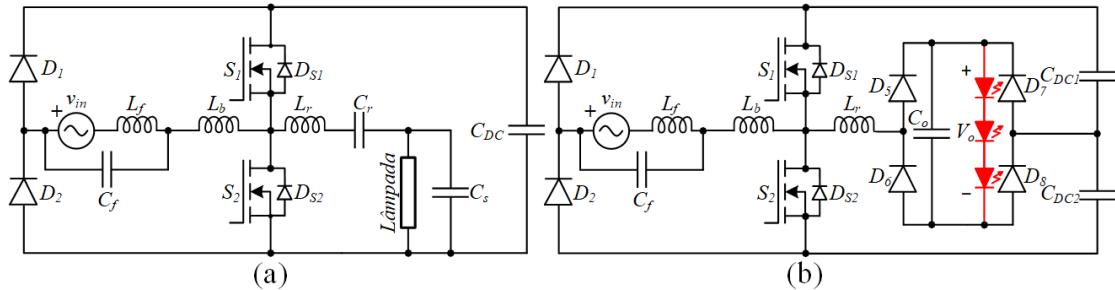 D1
S1
DS1
vin
+
Lf
Lb
Lr
Cr
CDC
D2
Cf
S2
DS2
Lâmpada
Cs
(a)
D1
S1
DS1
D5
+
D7
CDC1
vin
+
Lf
Lb
Lr
Co
Vo
D2
Cf
S2
DS2
D6
−
D8
CDC2
(b)